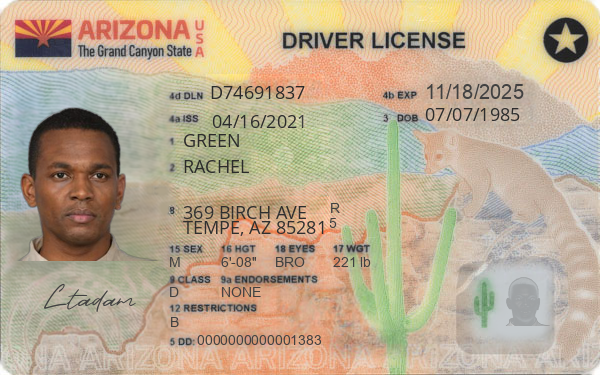 ARIZONA USA
The Grand Canyon State
DRIVER LICENSE
4d DLN D74691837
4b EXP 11/18/2025
4a ISS 04/16/2021
3 DOB 07/07/1985
1 GREEN
2 RACHEL
8 369 BIRCH AVE R
TEMPE, AZ 85281 5
15 SEX 16 HGT 18 EYES 17 WGT
M 6'-08" BRO 221 lb
9 CLASS 9a ENDORSEMENTS
D NONE
12 RESTRICTIONS
B
Ltadam
5 DD: 0000000000001383
ARIZONA ARIZONA ARIZONA ARIZONA